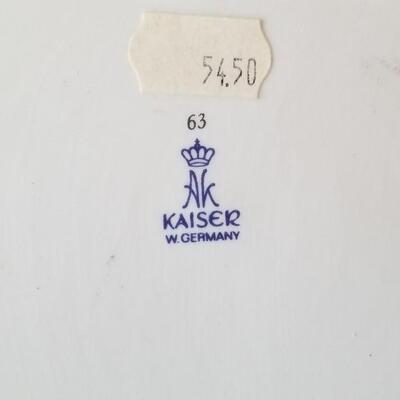 54.50
63
AK
KAISER
W. GERMANY